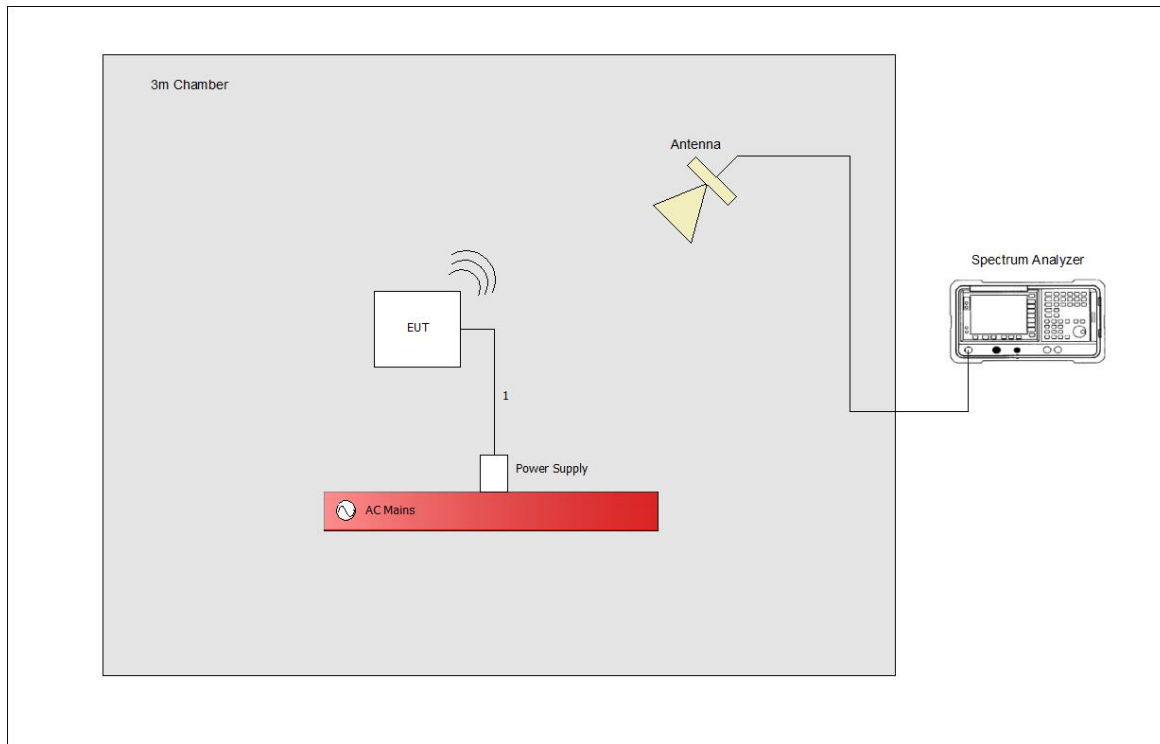 3m Chamber
Antenna
Spectrum Analyzer
EUT
1
Power Supply
AC Mains